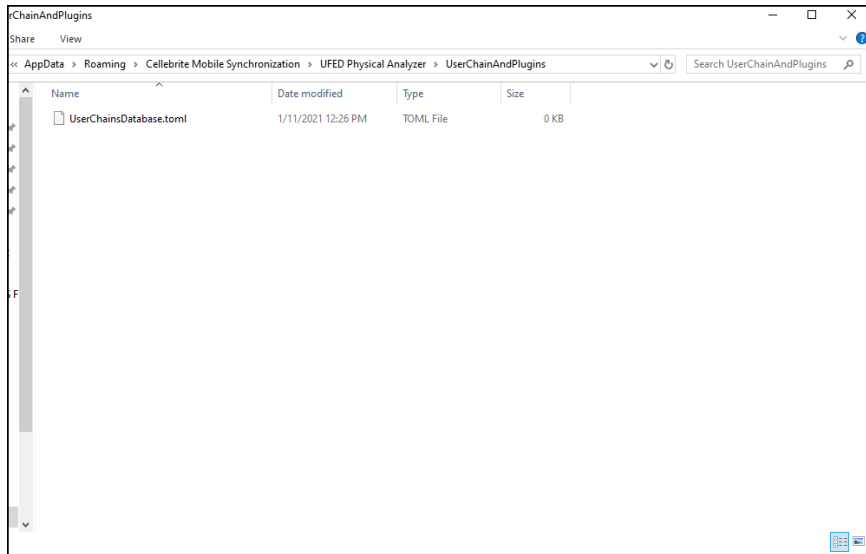 rChainAndPlugins
Share View
« AppData > Roaming > Cellebrite Mobile Synchronization > UFED Physical Analyzer > UserChainAndPlugins Search UserChainAndPlugins
Name Date modified Type Size
UserChainsDatabase.toml 1/11/2021 12:26 PM TOML File 0 KB
S F